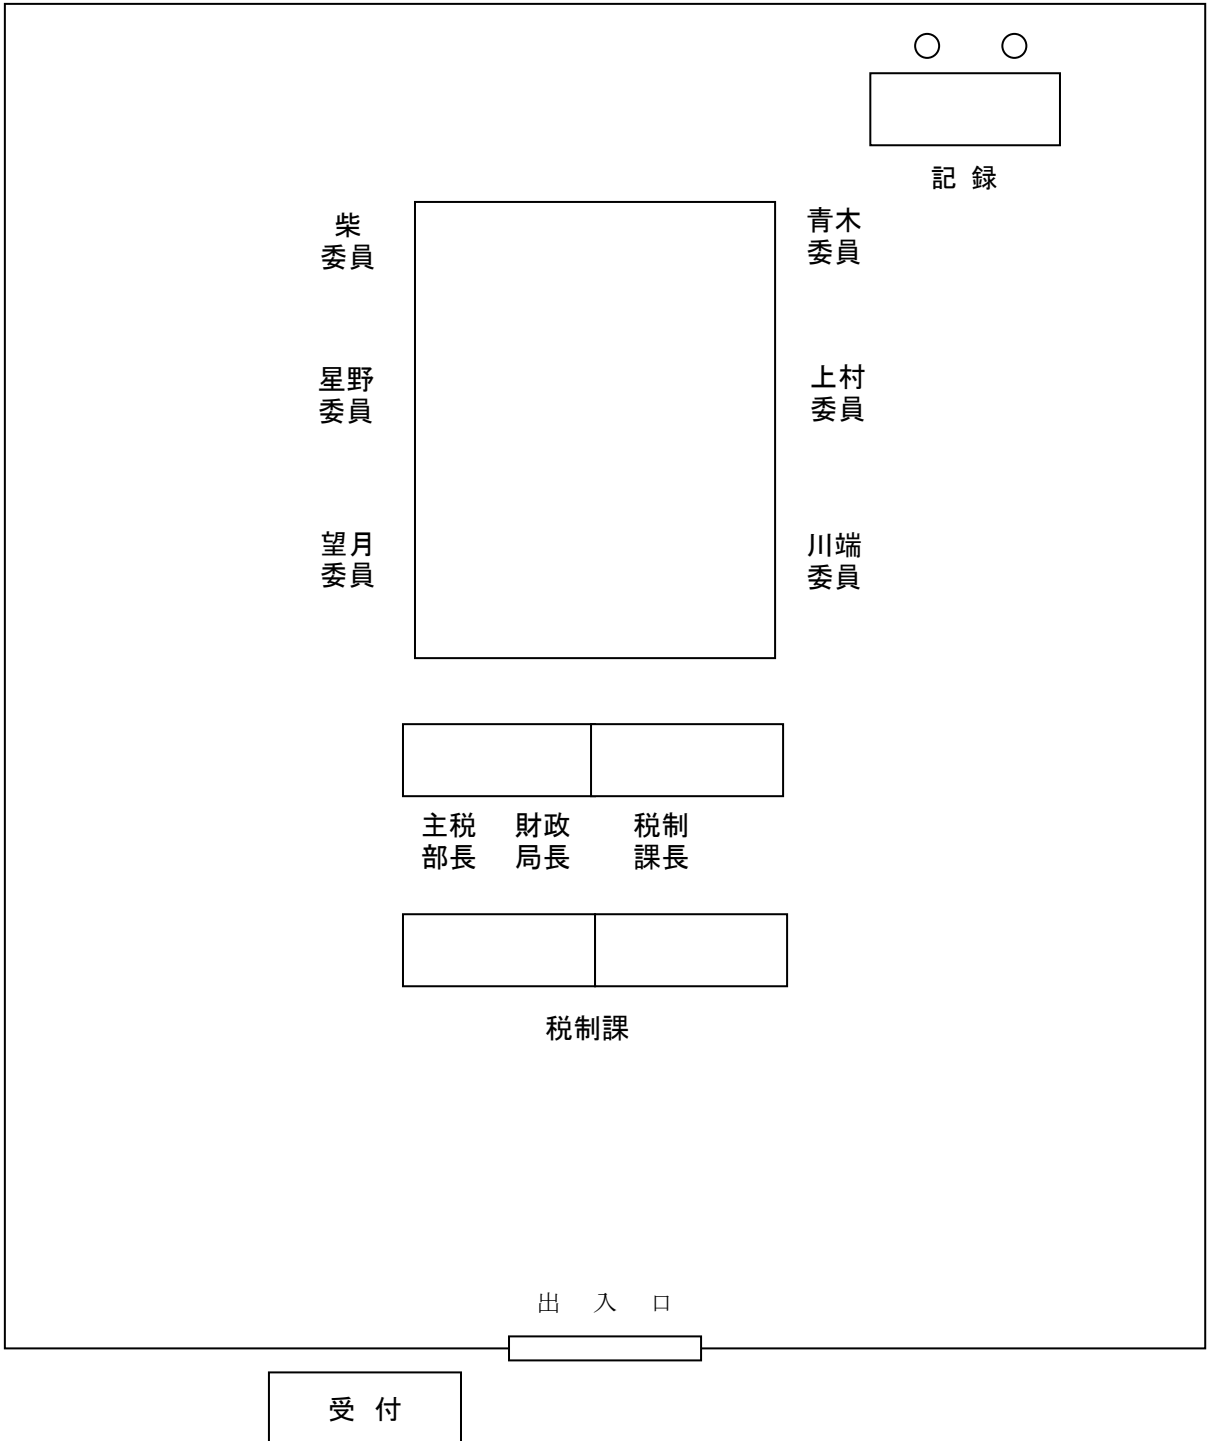 記 録
柴
委員
青木
委員
星野
委員
上村
委員
望月
委員
川端
委員
主税
部長
財政
局長
税制
課長
税制課
出 入 口
受 付